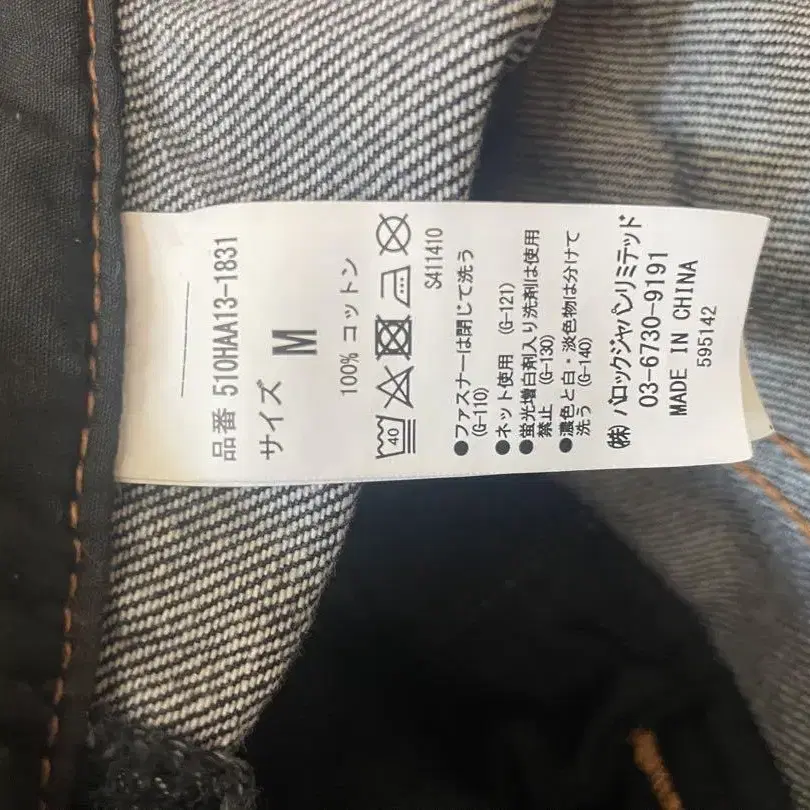 品番 510HAA13-1831
サイズ M
100% コットン
40
S411410
●ファスナーは閉じて洗う
(G-110)
●ネット使用 (G-121)
●蛍光増白剤入り洗剤は使用
禁止 (G-130)
●濃色と白・淡色物は分けて
洗う (G-140)
(株) バロックジャパンリミテッド
03-6730-9191
MADE IN CHINA
595142